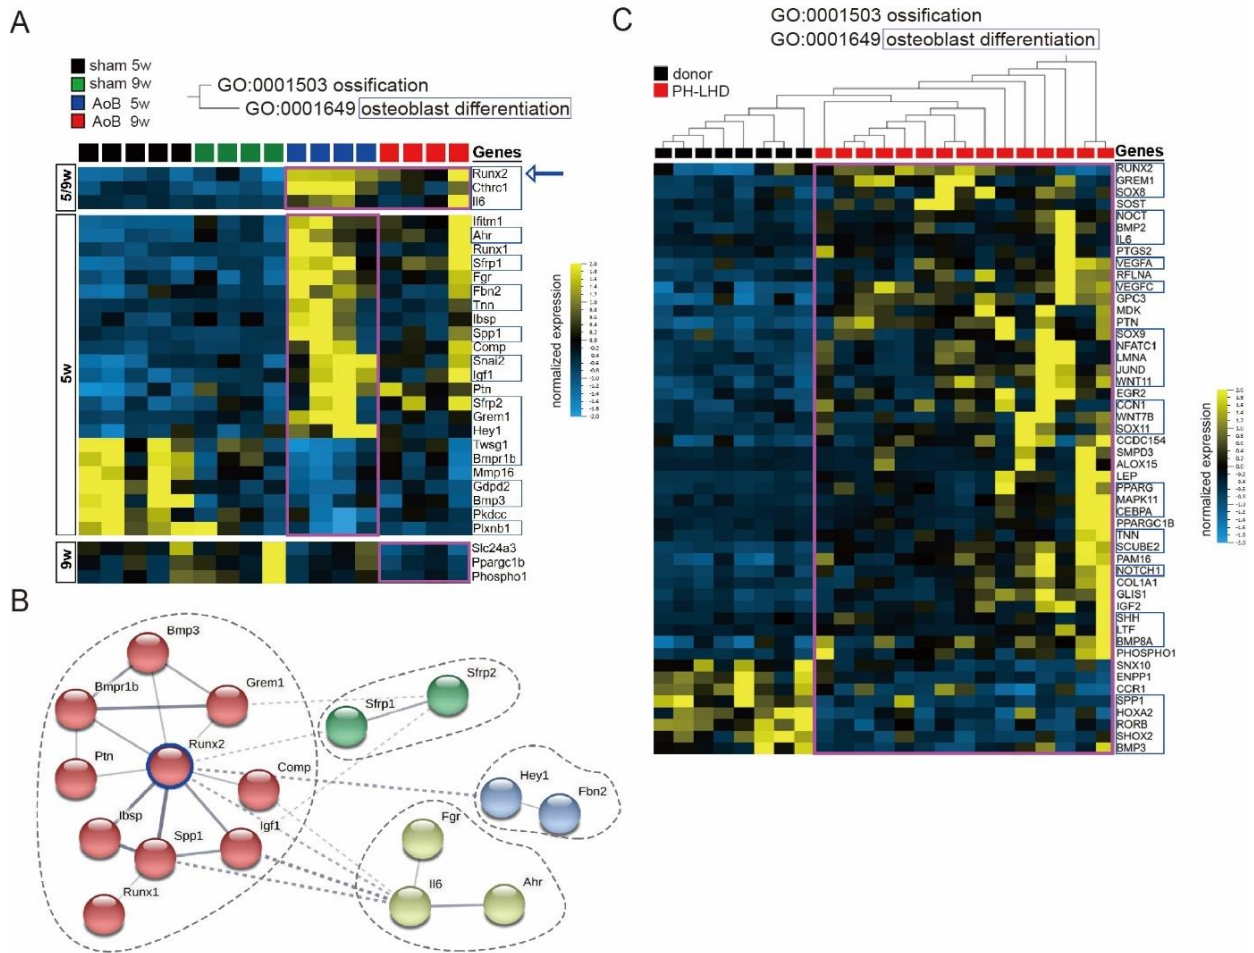 A
sham 5w
sham 9w
AoB 5w
AoB 9w
GO:0001503 ossification
GO:0001649 osteoblast differentiation
Genes
5/9w
Runx2
Cthrc1
Il6
5w
Ifitm1
Ahr
Runx1
Sfrp1
Fgr
Fbn2
Tnn
Ibsp
Spp1
Comp
Snai2
Igf1
Ptn
Sfrp2
Grem1
Hey1
Twsg1
Bmpr1b
Mmp16
Gdpd2
Bmp3
Pkdcc
Plxnb1
9w
Slc24a3
Ppargc1b
Phospho1
normalized expression
B
Bmp3
Bmpr1b
Grem1
Ptn
Runx2
Comp
Ibsp
Spp1
Igf1
Runx1
Sfrp1
Sfrp2
Hey1
Fbn2
Fgr
Il6
Ahr
C
GO:0001503 ossification
GO:0001649 osteoblast differentiation
donor
PH-LHD
Genes
RUNX2
GREM1
SOX8
SOST
NOCT
BMP2
IL6
PTGS2
VEGFA
RFLNA
VEGFC
GPC3
MDK
PTN
SOX9
NFATC1
LMNA
JUND
WNT11
EGR2
CCN1
WNT7B
SOX11
CCDC154
SMPD3
ALOX15
LEP
PPARG
MAPK11
CEBPA
PPARGC1B
TNN
SCUBE2
PAM16
NOTCH1
COL1A1
GLIS1
IGF2
SHH
LTF
BMP8A
PHOSPHO1
SNX10
ENPP1
CCR1
SPP1
HOXA2
RORB
SHOX2
BMP3
normalized expression